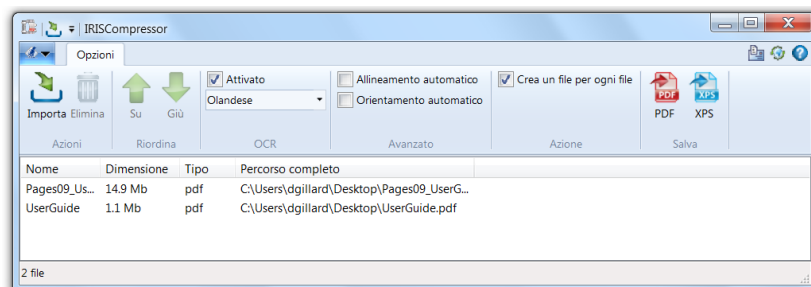 IRISCompressor
Opzioni
Attivato Allineamento automatico Crea un file per ogni file
Olandese Orientamento automatico
Importa Elimina Su Giù PDF XPS
Azioni Riordina OCR Avanzato Azione Salva
Nome Dimensione Tipo Percorso completo
Pages09_Us... 14.9 Mb pdf C:\Users\dgillard\Desktop\Pages09_UserG...
UserGuide 1.1 Mb pdf C:\Users\dgillard\Desktop\UserGuide.pdf
2 file